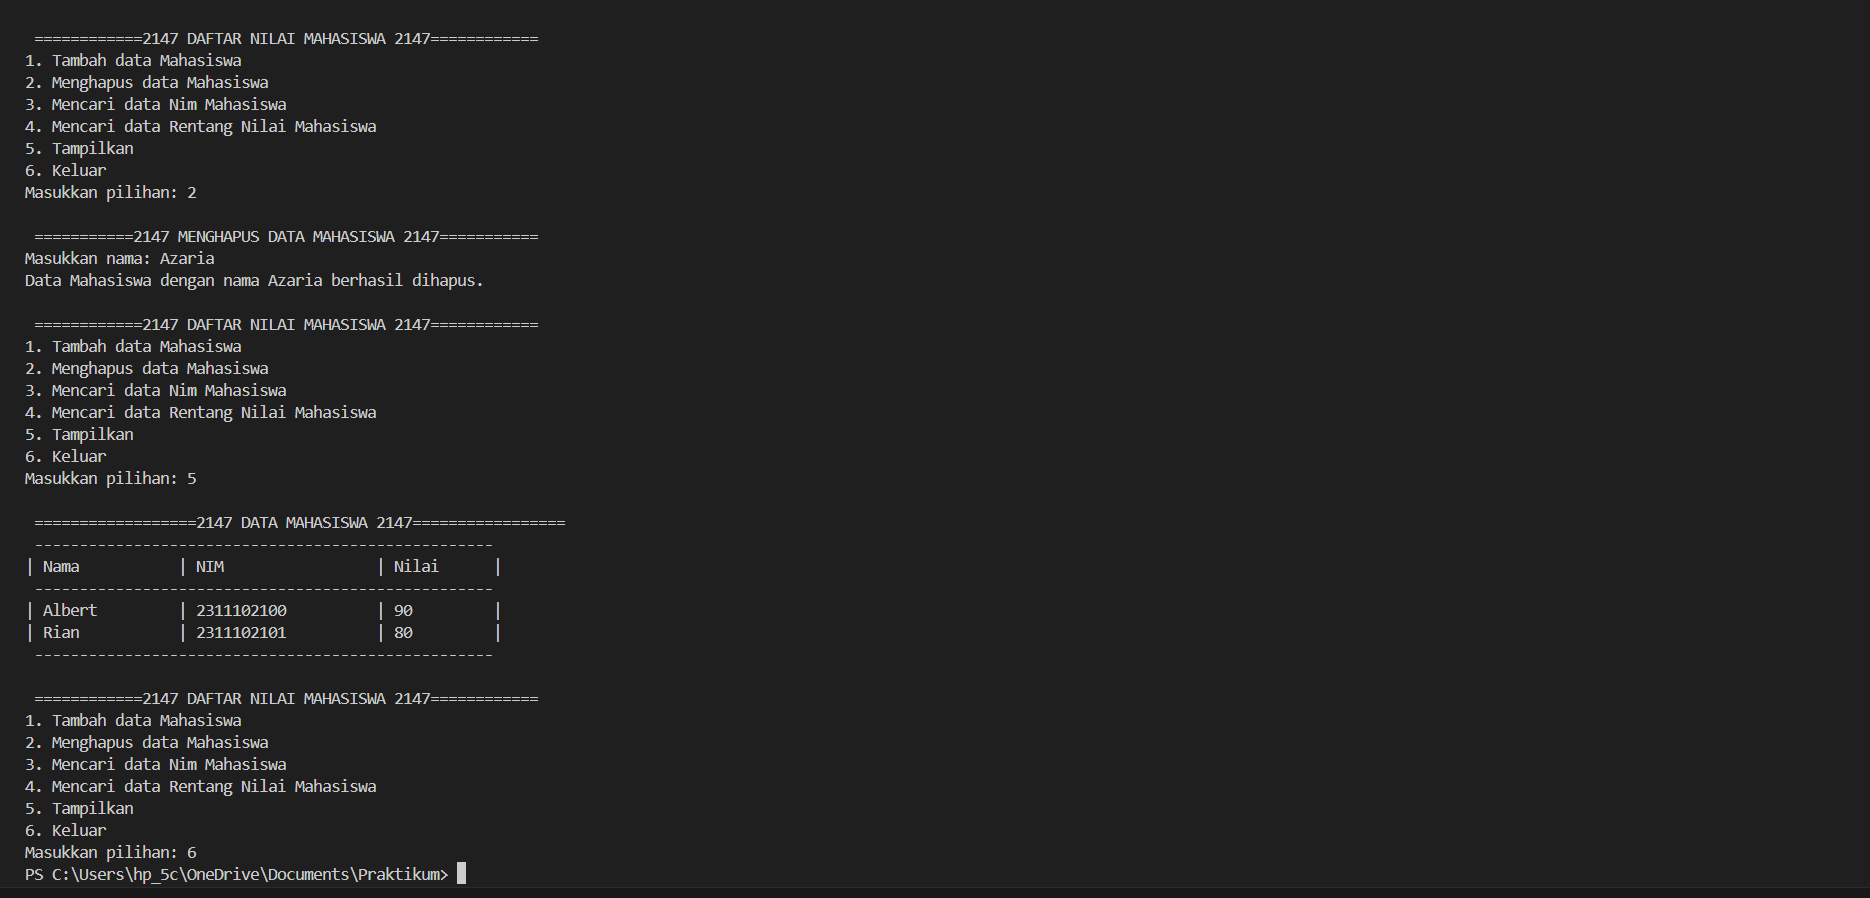 ============2147 DAFTAR NILAI MAHASISWA 2147============
1. Tambah data Mahasiswa
2. Menghapus data Mahasiswa
3. Mencari data Nim Mahasiswa
4. Mencari data Rentang Nilai Mahasiswa
5. Tampilkan
6. Keluar
Masukkan pilihan: 2
===========2147 MENGHAPUS DATA MAHASISWA 2147===========
Masukkan nama: Azaria
Data Mahasiswa dengan nama Azaria berhasil dihapus.
============2147 DAFTAR NILAI MAHASISWA 2147============
1. Tambah data Mahasiswa
2. Menghapus data Mahasiswa
3. Mencari data Nim Mahasiswa
4. Mencari data Rentang Nilai Mahasiswa
5. Tampilkan
6. Keluar
Masukkan pilihan: 5
==================2147 DATA MAHASISWA 2147=================
---------------------------------------------------
| Nama           | NIM                 | Nilai      |
---------------------------------------------------
| Albert         | 2311102100          | 90         |
| Rian           | 2311102101          | 80         |
---------------------------------------------------
============2147 DAFTAR NILAI MAHASISWA 2147============
1. Tambah data Mahasiswa
2. Menghapus data Mahasiswa
3. Mencari data Nim Mahasiswa
4. Mencari data Rentang Nilai Mahasiswa
5. Tampilkan
6. Keluar
Masukkan pilihan: 6
PS C:\Users\hp_5c\OneDrive\Documents\Praktikum>